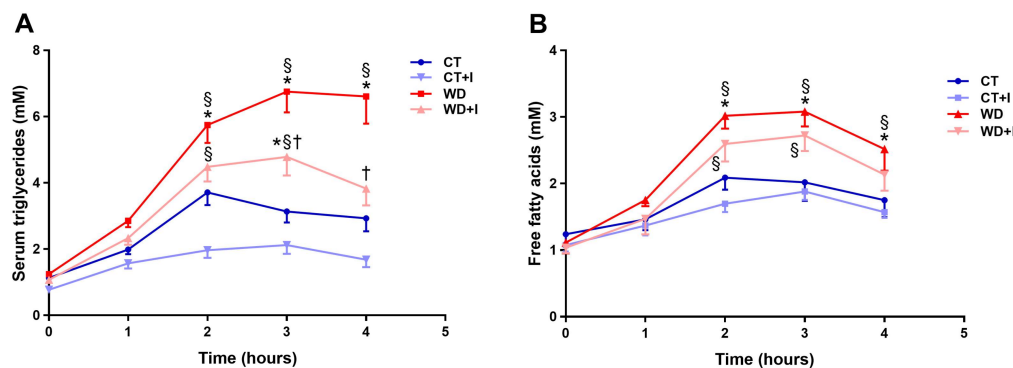 A
Serum triglycerides (mM)
8
6
4
2
0
0 1 2 3 4 5
Time (hours)
§
*
§
§
*
*§†
§
*
†
CT
CT+I
WD
WD+I
B
Free fatty acids (mM)
4
3
2
1
0
0 1 2 3 4 5
Time (hours)
§
*
§
§
*
§
§
*
CT
CT+I
WD
WD+I